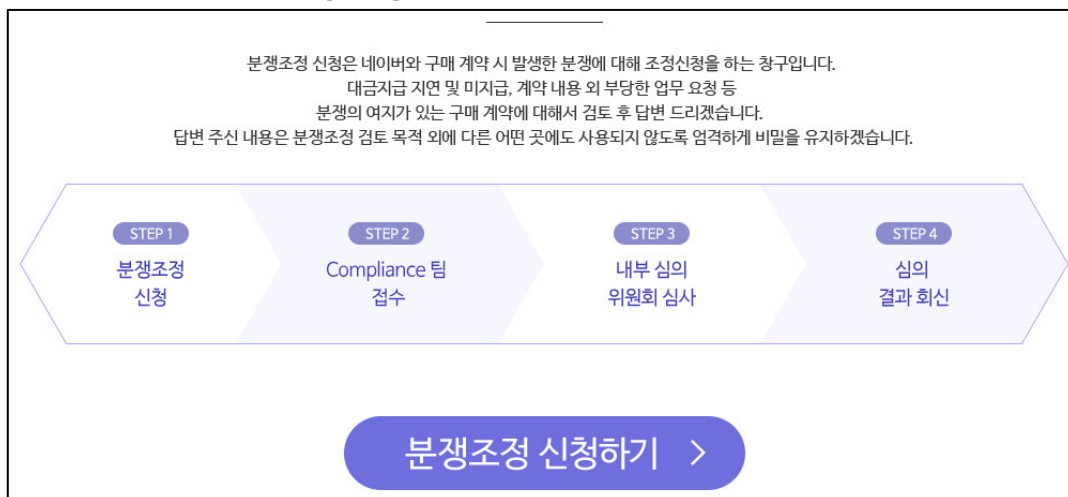 분쟁조정 신청은 네이버와 구매 계약 시 발생한 분쟁에 대해 조정신청을 하는 창구입니다.
대금지급 지연 및 미지급, 계약 내용 외 부당한 업무 요청 등
분쟁의 여지가 있는 구매 계약에 대해서 검토 후 답변 드리겠습니다.
답변 주신 내용은 분쟁조정 검토 목적 외에 다른 어떤 곳에도 사용되지 않도록 엄격하게 비밀을 유지하겠습니다.
STEP 1
분쟁조정
신청
STEP 2
Compliance 팀
접수
STEP 3
내부 심의
위원회 심사
STEP 4
심의
결과 회신
분쟁조정 신청하기 >